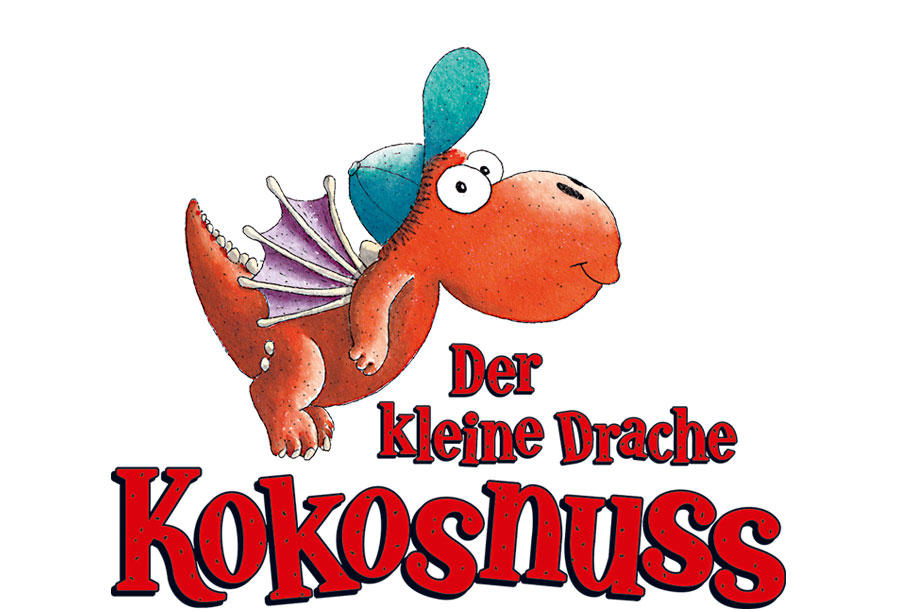 Der
kleine Drache
Kokosnuss